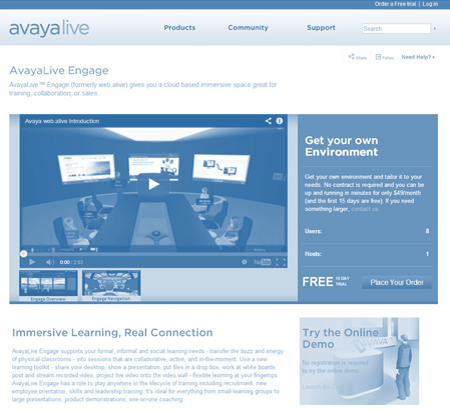 Order a Free trial | Log in
avayalive
Products Community Support
Search
Share Follow Need Help?
AvayaLive Engage
AvayaLive™ Engage (formerly web.alive) gives you a cloud based immersive space great for
training, collaboration, or sales.
Avaya web.alive Introduction
0:00 / 2:53
YouTube
Engage Overview
Engage Navigation
Get your own
Environment
Get your own environment and tailor it to your
needs. No contract is required and you can be
up and running in minutes for only $49/month
(and the first 15 days are free). If you need
something larger, contact us.
Users: 8
Hosts: 1
FREE 15 DAY
TRIAL
Place Your Order
Immersive Learning, Real Connection
AvayaLive Engage supports your formal, informal and social learning needs - transfer the buzz and energy
of physical classrooms - into sessions that are collaborative, active, and in-the-moment. Use a new
learning toolkit - share your desktop, show a presentation, put files in a drop box, work at white boards,
post and stream recorded video, project live video onto the video wall - flexible learning at your fingertips.
AvayaLive Engage has a role to play anywhere in the lifecycle of training including recruitment, new
employee orientation, skills and leadership training. It's ideal for everything from small learning groups to
large presentations, product demonstrations, one-on-one coaching.
Try the Online
Demo
No registration is required
to try the online demo.